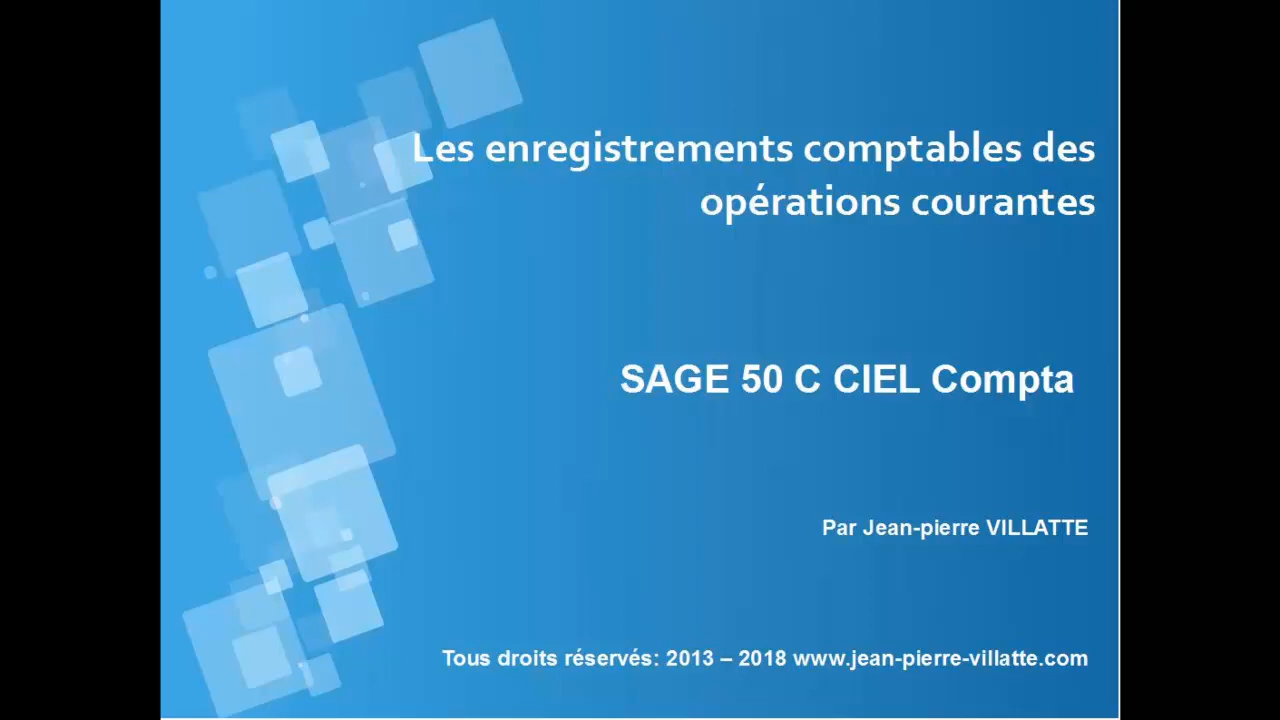 Les enregistrements comptables des
opérations courantes
SAGE 50 C CIEL Compta
Par Jean-pierre VILLATTE
Tous droits réservés: 2013 – 2018 www.jean-pierre-villatte.com